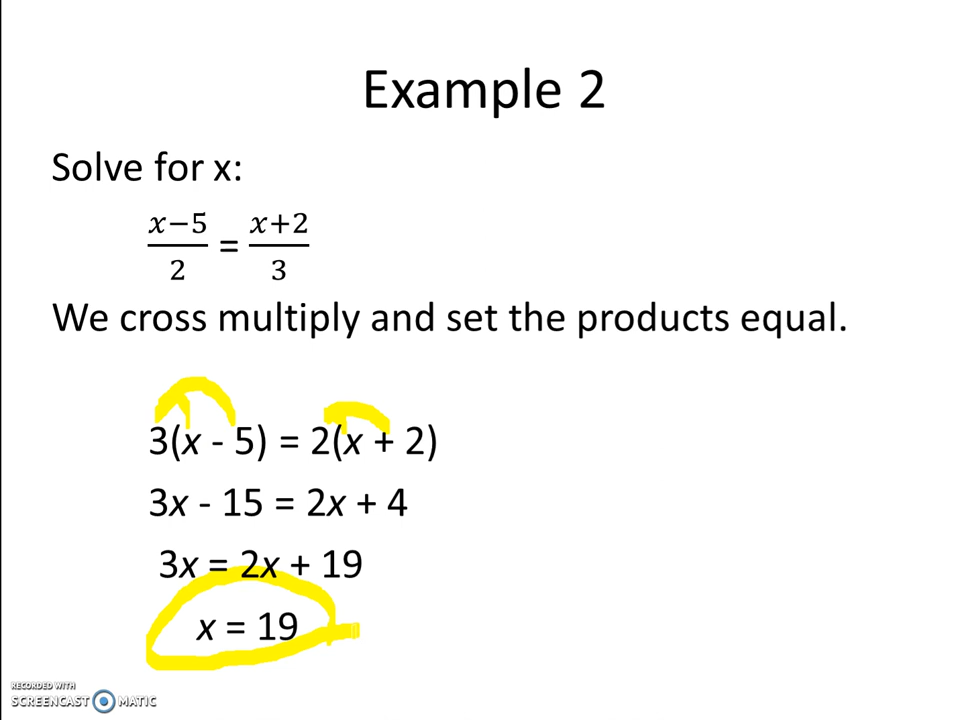 Example 2
Solve for x:
x−5/2 = x+2/3
We cross multiply and set the products equal.
3(x - 5) = 2(x + 2)
3x - 15 = 2x + 4
3x = 2x + 19
x = 19
RECORDED WITH
SCREENCAST MATIC